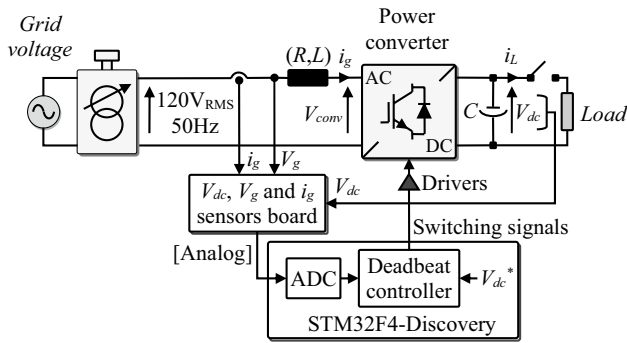 Grid
voltage
Power
converter
(R,L) i_g
i_L
120V_RMS
50Hz
V_conv
AC
DC
C
V_dc
Load
i_g
V_g
V_dc, V_g and i_g
sensors board
V_dc
Drivers
Switching signals
[Analog]
ADC
Deadbeat
controller
V_dc*
STM32F4-Discovery